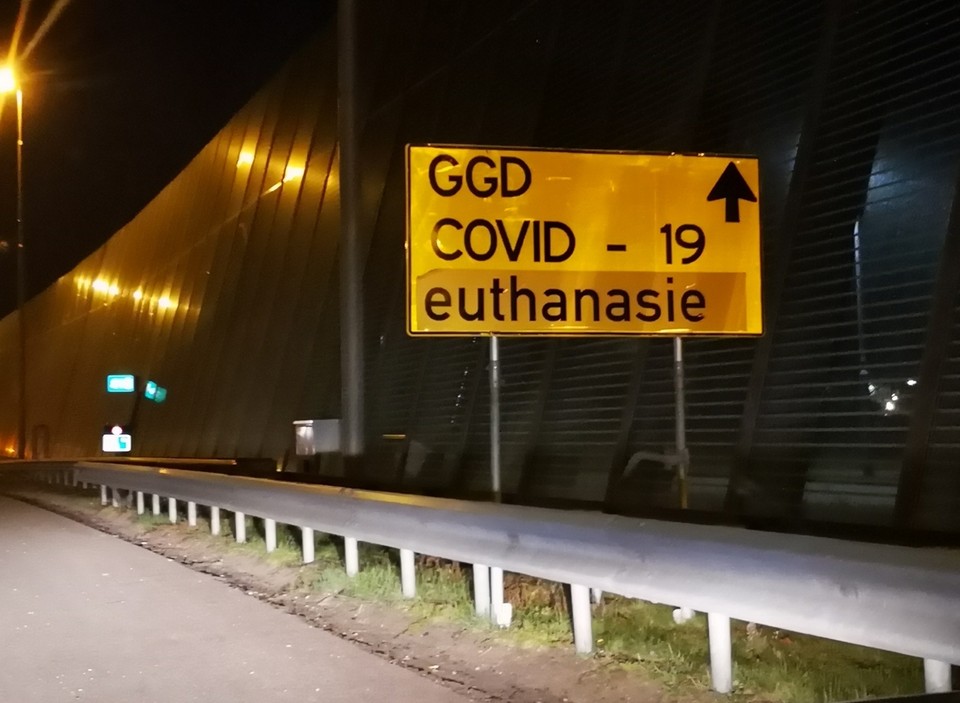 GGD
COVID - 19
euthanasie